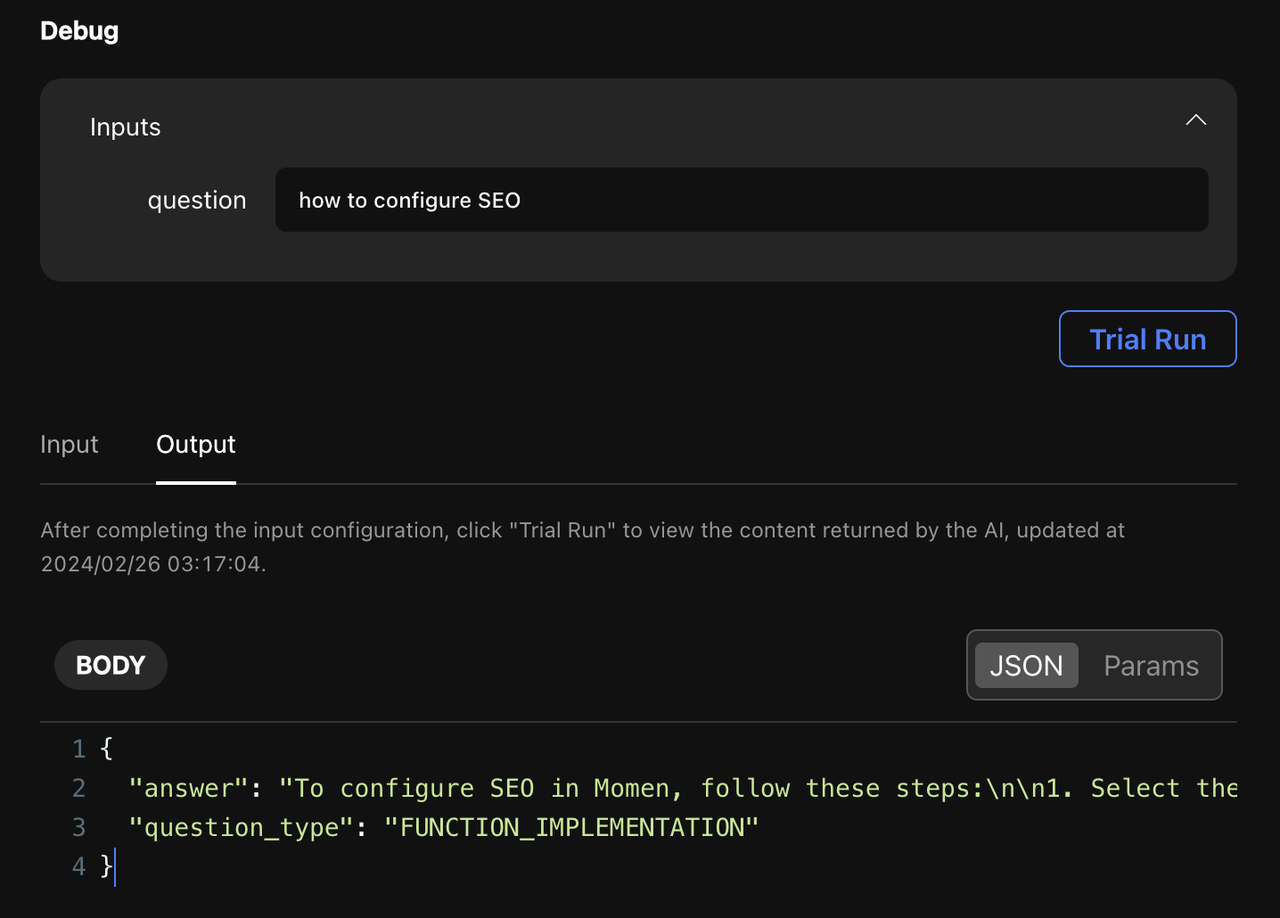 Debug
Inputs
question how to configure SEO
Trial Run
Input Output
After completing the input configuration, click "Trial Run" to view the content returned by the AI, updated at
2024/02/26 03:17:04.
BODY JSON Params
1 {
2 "answer": "To configure SEO in Momen, follow these steps:\n\n1. Select the
3 "question_type": "FUNCTION_IMPLEMENTATION"
4 }